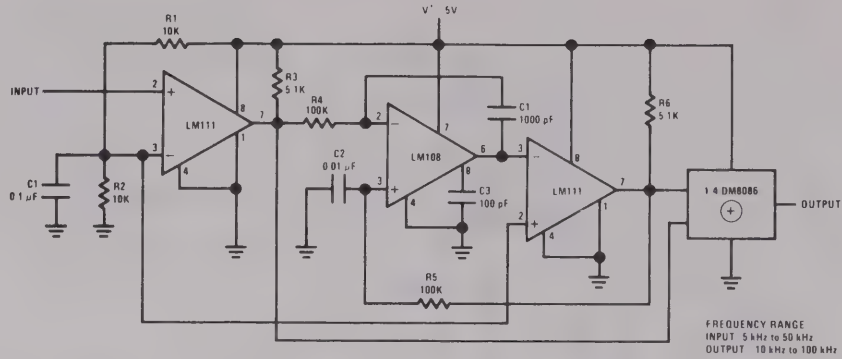 V+ 5V
R1
10K
R3
5 1K
R4
100K
C1
1000 pF
R6
5 1K
INPUT
2
+
8
7
LM111
1
3
−
4
2
−
7
6
LM108
8
3
+
4
3
−
8
7
LM111
1
2
+
4
1 4 DM8086
+
OUTPUT
C1
0 1 µF
R2
10K
C2
0 01 µF
C3
100 pF
R5
100K
FREQUENCY RANGE
INPUT 5 kHz to 50 kHz
OUTPUT 10 kHz to 100 kHz